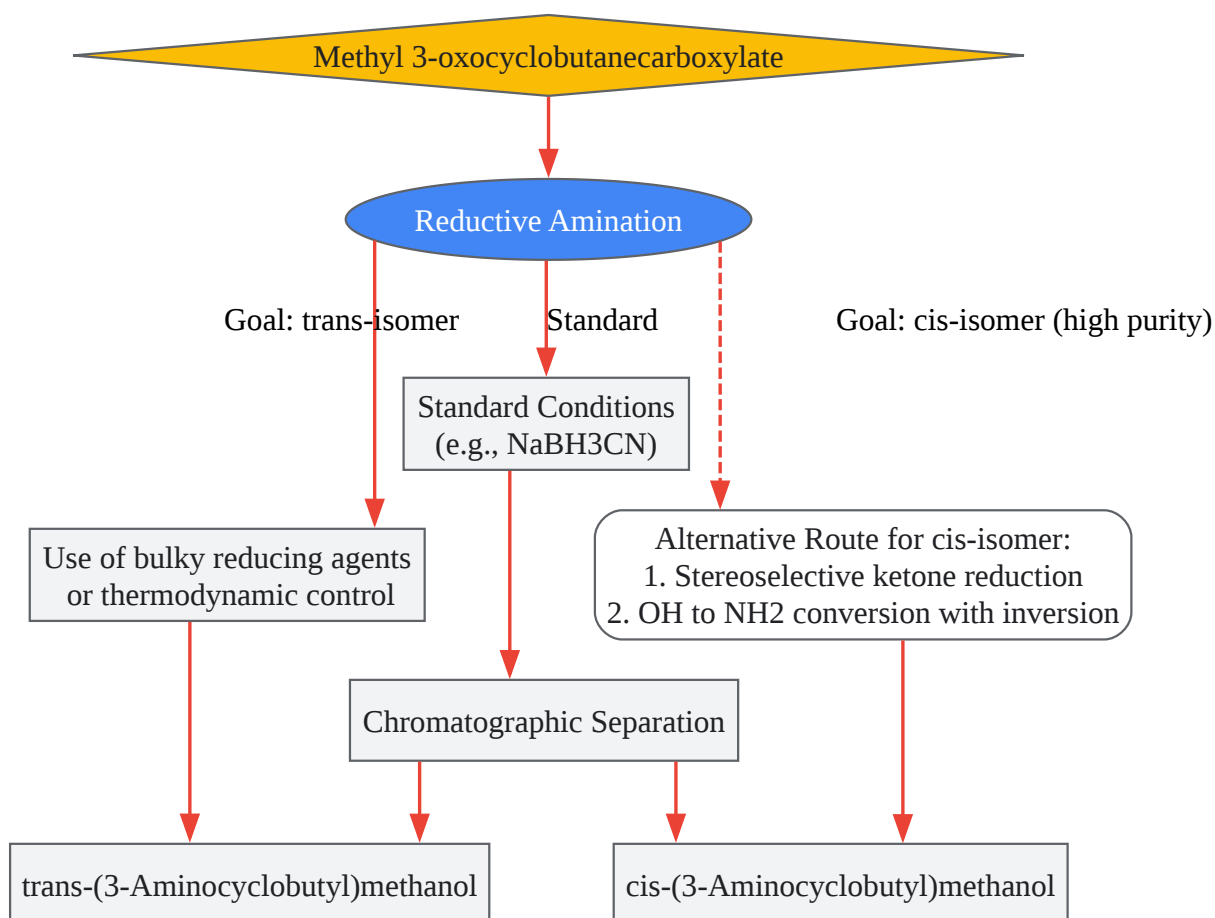 Methyl 3-oxocyclobutanecarboxylate
Reductive Amination
Goal: trans-isomer
Standard
Goal: cis-isomer (high purity)
Standard Conditions
(e.g., NaBH3CN)
Use of bulky reducing agents
or thermodynamic control
Alternative Route for cis-isomer:
1. Stereoselective ketone reduction
2. OH to NH2 conversion with inversion
Chromatographic Separation
trans-(3-Aminocyclobutyl)methanol
cis-(3-Aminocyclobutyl)methanol